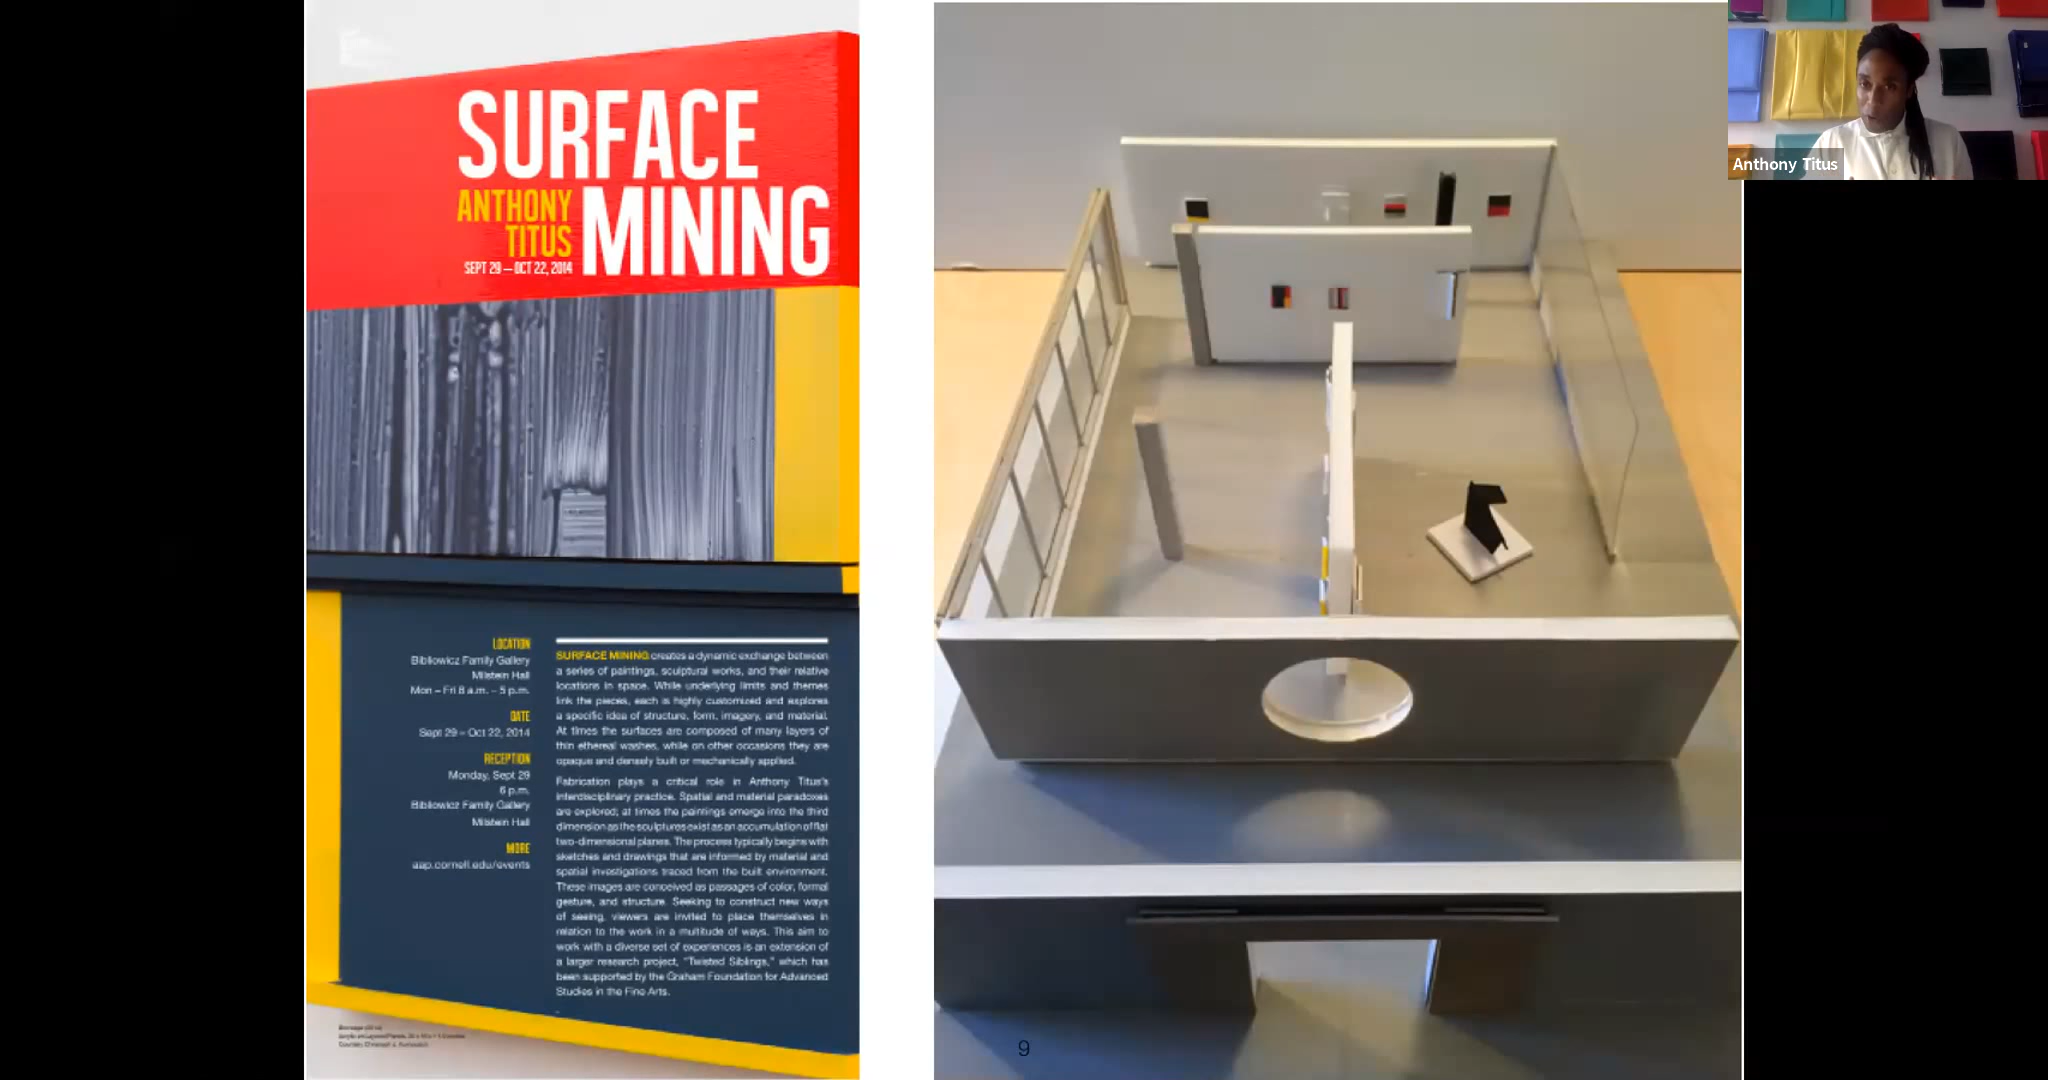 SURFACE
ANTHONY
TITUS
MINING
SEPT 29 – OCT 22, 2014
LOCATION
Bibliowicz Family Gallery
Milstein Hall
Mon – Fri 8 a.m. – 5 p.m.
DATE
Sept 29 – Oct 22, 2014
RECEPTION
Monday, Sept 29
6 p.m.
Bibliowicz Family Gallery
Milstein Hall
MORE
aap.cornell.edu/events
SURFACE MINING creates a dynamic exchange between
a series of paintings, sculptural works, and their relative
locations in space. While underlying limits and themes
link the pieces, each is highly customized and explores
a specific idea of structure, form, imagery, and material.
At times the surfaces are composed of many layers of
thin ethereal washes, while on other occasions they are
opaque and densely built or mechanically applied.
Fabrication plays a critical role in Anthony Titus's
interdisciplinary practice. Spatial and material paradoxes
are explored; at times the paintings emerge into the third
dimension as the sculptures exist as an accumulation of flat
two-dimensional planes. The process typically begins with
sketches and drawings that are informed by material and
spatial investigations traced from the built environment.
These images are conceived as passages of color, formal
gesture, and structure. Seeking to construct new ways
of seeing, viewers are invited to place themselves in
relation to the work in a multitude of ways. This aim to
work with a diverse set of experiences is an extension of
a larger research project, "Twisted Siblings," which has
been supported by the Graham Foundation for Advanced
Studies in the Fine Arts.
9
Anthony Titus